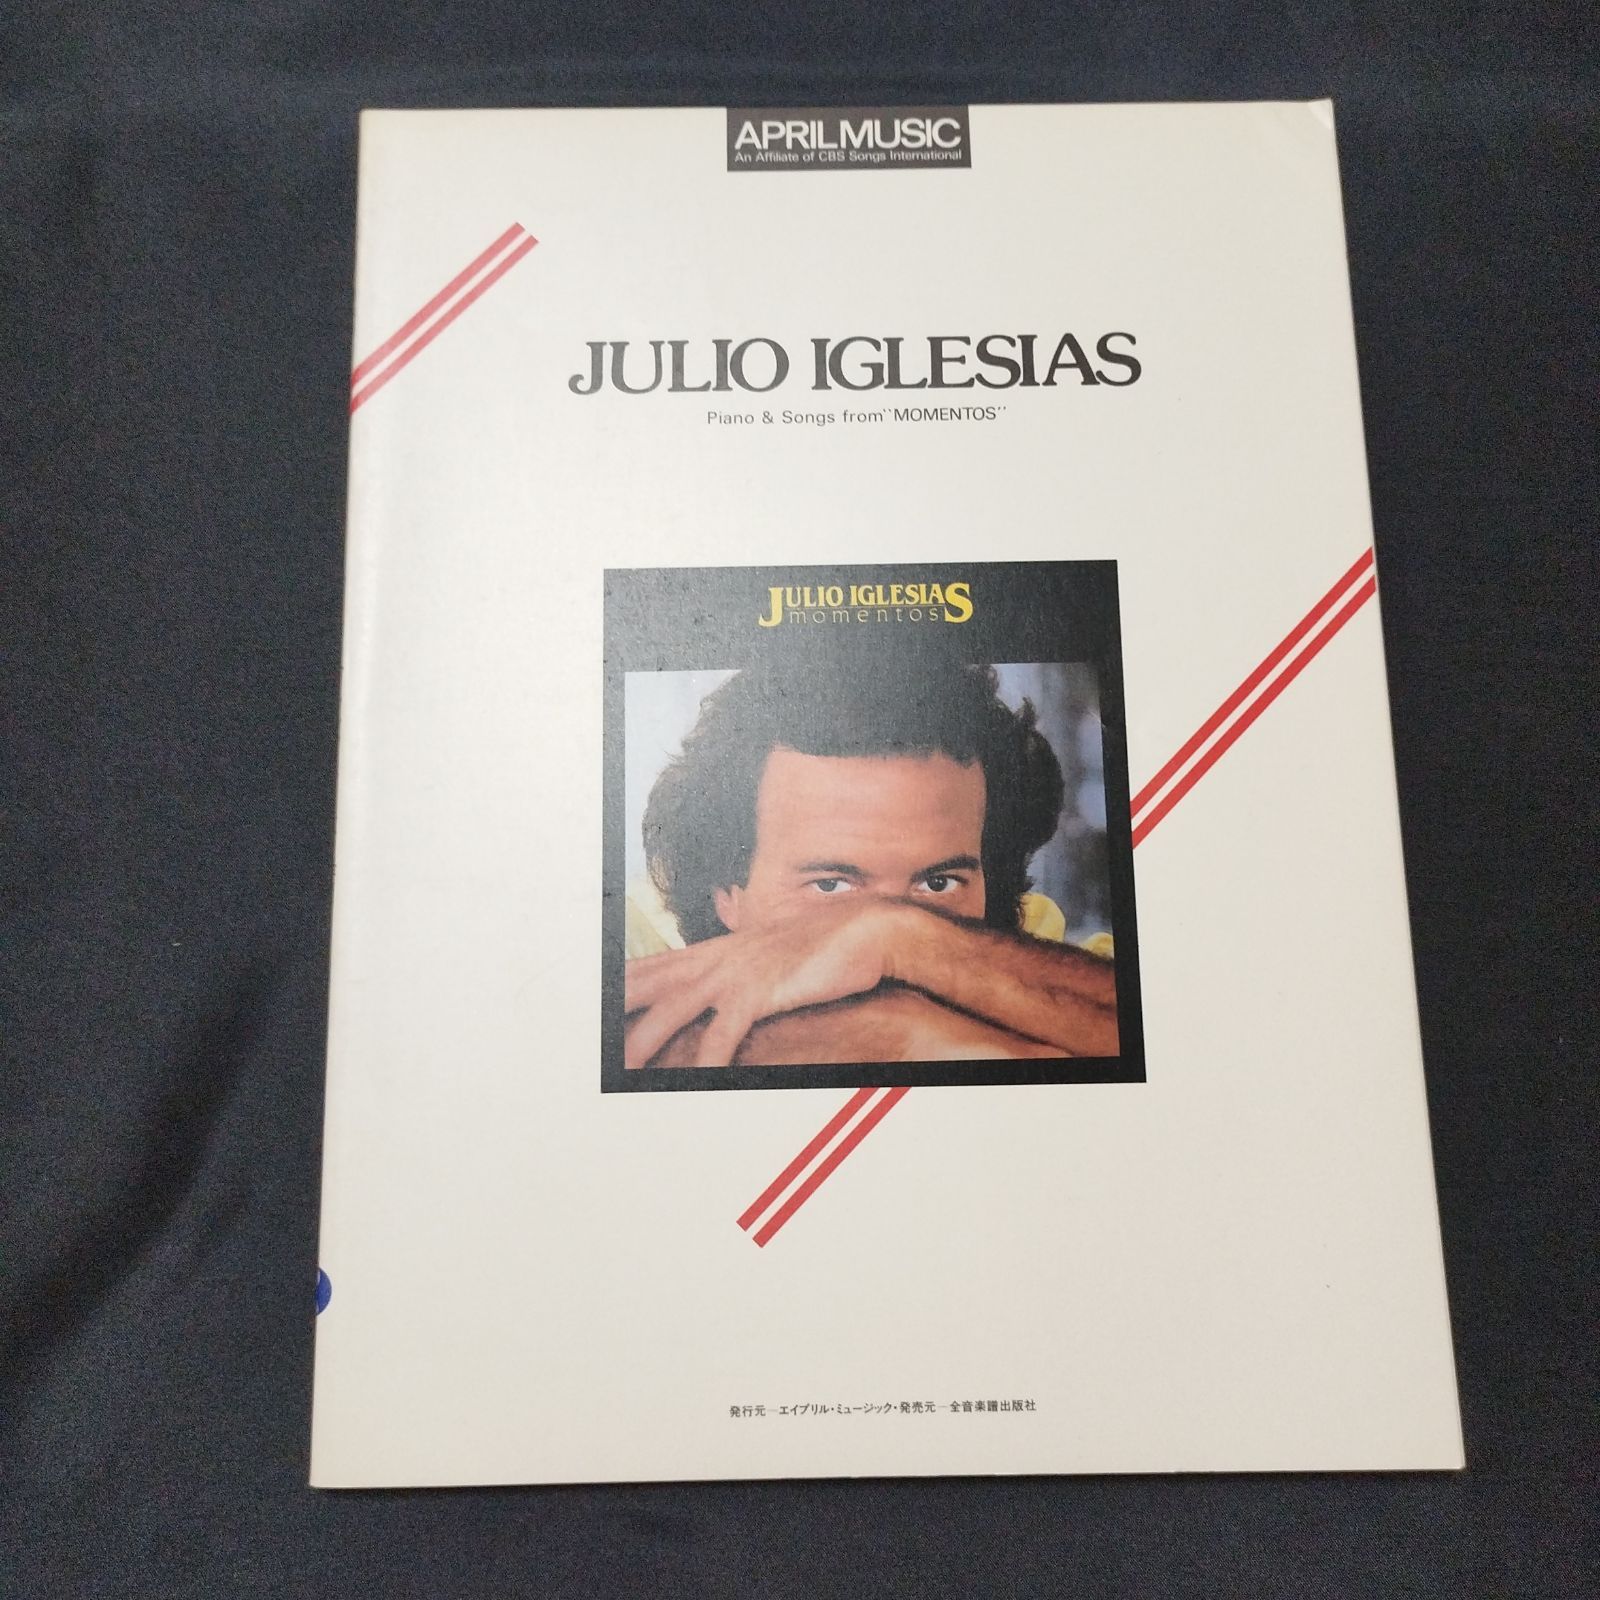 APRIL MUSIC
An Affiliate of CBS Songs International
JULIO IGLESIAS
Piano & Songs from "MOMENTOS"
JULIO IGLESIAS
momentos
発行元—エイプリル・ミュージック・発売元—全音楽譜出版社